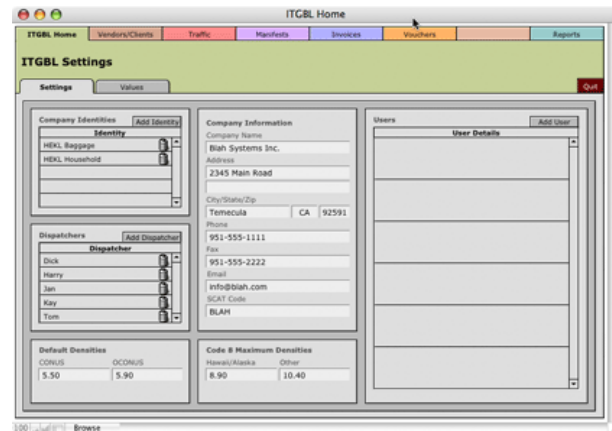 ITGBL Home
ITGBL Home Vendors/Clients Traffic Manifests Invoices Vouchers Reports
ITGBL Settings
Settings Values Quit
Company Identities Add Identity
Identity
HEKL Baggage
HEKL Household
Dispatchers Add Dispatcher
Dispatcher
Dick
Harry
Jan
Kay
Tom
Default Densities
CONUS OCONUS
5.50 5.90
Company Information
Company Name
Blah Systems Inc.
Address
2345 Main Road
City/State/Zip
Temecula CA 92591
Phone
951-555-1111
Fax
951-555-2222
Email
info@blah.com
SCAT Code
BLAH
Code 8 Maximum Densities
Hawaii/Alaska Other
8.90 10.40
Users Add User
User Details
100 Browse